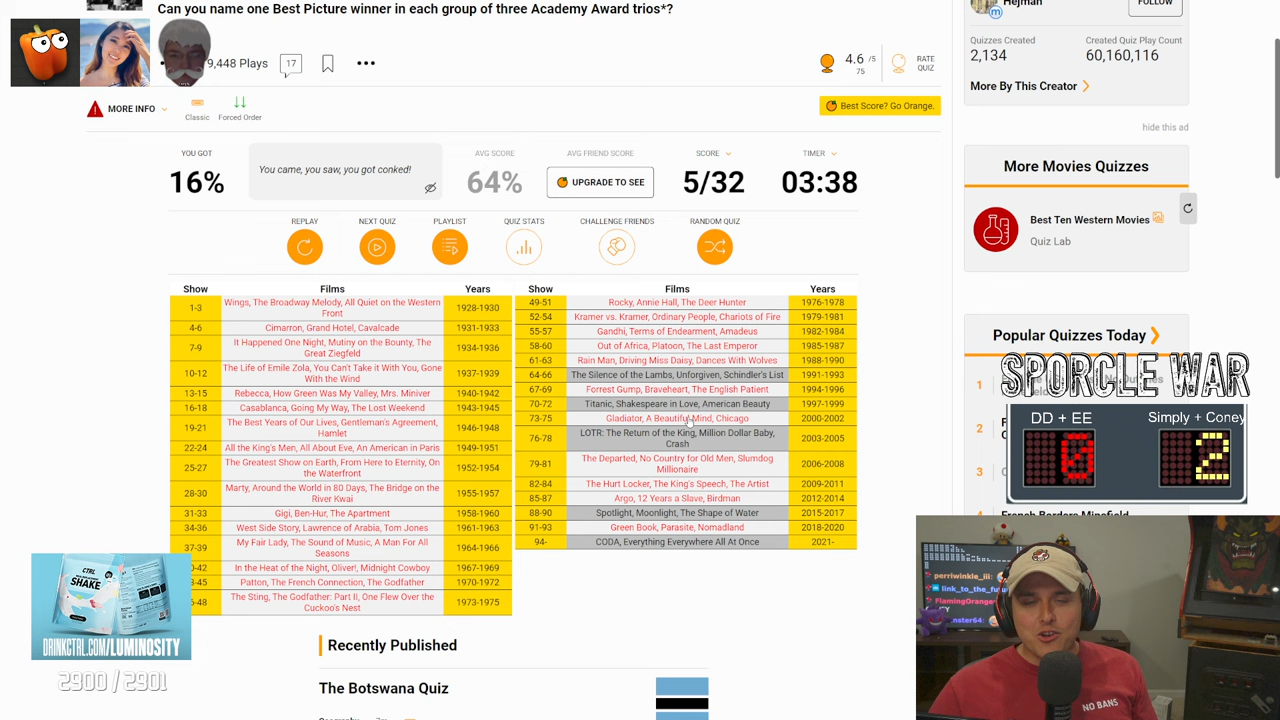 Can you name one Best Picture winner in each group of three Academy Award trios*?
Hejman
FOLLOW
9,448 Plays
17
4.6 /5
75
RATE QUIZ
Quizzes Created
2,134
Created Quiz Play Count
60,160,116
More By This Creator
MORE INFO
Classic
Forced Order
Best Score? Go Orange.
hide this ad
YOU GOT
16%
You came, you saw, you got conked!
AVG SCORE
64%
AVG FRIEND SCORE
UPGRADE TO SEE
SCORE
5/32
TIMER
03:38
More Movies Quizzes
Best Ten Western Movies
Quiz Lab
REPLAY
NEXT QUIZ
PLAYLIST
QUIZ STATS
CHALLENGE FRIENDS
RANDOM QUIZ
Show Films Years
1-3 Wings, The Broadway Melody, All Quiet on the Western Front 1928-1930
4-6 Cimarron, Grand Hotel, Cavalcade 1931-1933
7-9 It Happened One Night, Mutiny on the Bounty, The Great Ziegfeld 1934-1936
10-12 The Life of Emile Zola, You Can't Take it With You, Gone With the Wind 1937-1939
13-15 Rebecca, How Green Was My Valley, Mrs. Miniver 1940-1942
16-18 Casablanca, Going My Way, The Lost Weekend 1943-1945
19-21 The Best Years of Our Lives, Gentleman's Agreement, Hamlet 1946-1948
22-24 All the King's Men, All About Eve, An American in Paris 1949-1951
25-27 The Greatest Show on Earth, From Here to Eternity, On the Waterfront 1952-1954
28-30 Marty, Around the World in 80 Days, The Bridge on the River Kwai 1955-1957
31-33 Gigi, Ben-Hur, The Apartment 1958-1960
34-36 West Side Story, Lawrence of Arabia, Tom Jones 1961-1963
37-39 My Fair Lady, The Sound of Music, A Man For All Seasons 1964-1966
0-42 In the Heat of the Night, Oliver!, Midnight Cowboy 1967-1969
-45 Patton, The French Connection, The Godfather 1970-1972
6-48 The Sting, The Godfather: Part II, One Flew Over the Cuckoo's Nest 1973-1975
Show Films Years
49-51 Rocky, Annie Hall, The Deer Hunter 1976-1978
52-54 Kramer vs. Kramer, Ordinary People, Chariots of Fire 1979-1981
55-57 Gandhi, Terms of Endearment, Amadeus 1982-1984
58-60 Out of Africa, Platoon, The Last Emperor 1985-1987
61-63 Rain Man, Driving Miss Daisy, Dances With Wolves 1988-1990
64-66 The Silence of the Lambs, Unforgiven, Schindler's List 1991-1993
67-69 Forrest Gump, Braveheart, The English Patient 1994-1996
70-72 Titanic, Shakespeare in Love, American Beauty 1997-1999
73-75 Gladiator, A Beautiful Mind, Chicago 2000-2002
76-78 LOTR: The Return of the King, Million Dollar Baby, Crash 2003-2005
79-81 The Departed, No Country for Old Men, Slumdog Millionaire 2006-2008
82-84 The Hurt Locker, The King's Speech, The Artist 2009-2011
85-87 Argo, 12 Years a Slave, Birdman 2012-2014
88-90 Spotlight, Moonlight, The Shape of Water 2015-2017
91-93 Green Book, Parasite, Nomadland 2018-2020
94- CODA, Everything Everywhere All At Once 2021-
Popular Quizzes Today
SPORCLE WAR
1
2
3
DD + EE
0
Simply + Coney
2
French Borders Minefield
CTRL
SHAKE
DRINKCTRL.COM/LUMINOSITY
2900 / 2901
Recently Published
The Botswana Quiz
perriwinkle_iii:
link_to_the_fu
FlamingOrange
nster64:
NO BANS